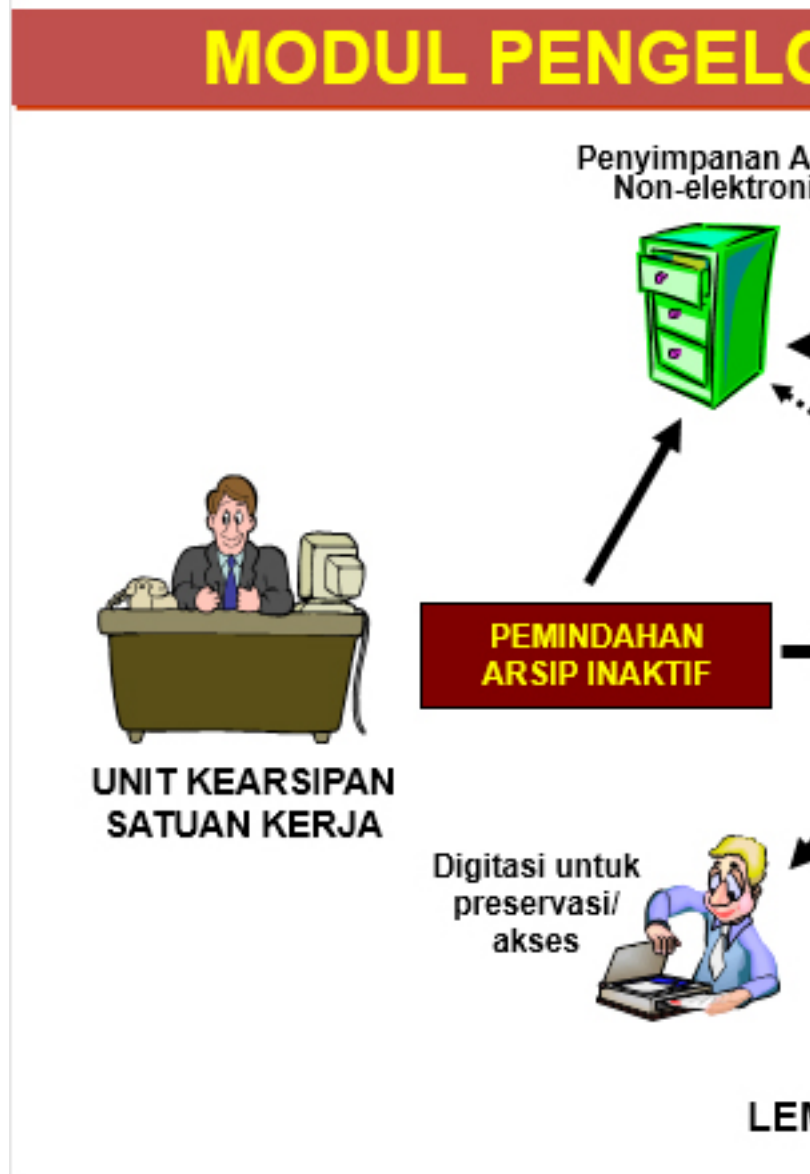 MODUL PENGELO
Penyimpanan A
Non-elektroni
PEMINDAHAN
ARSIP INAKTIF
UNIT KEARSIPAN
SATUAN KERJA
Digitasi untuk
preservasi/
akses
LEM